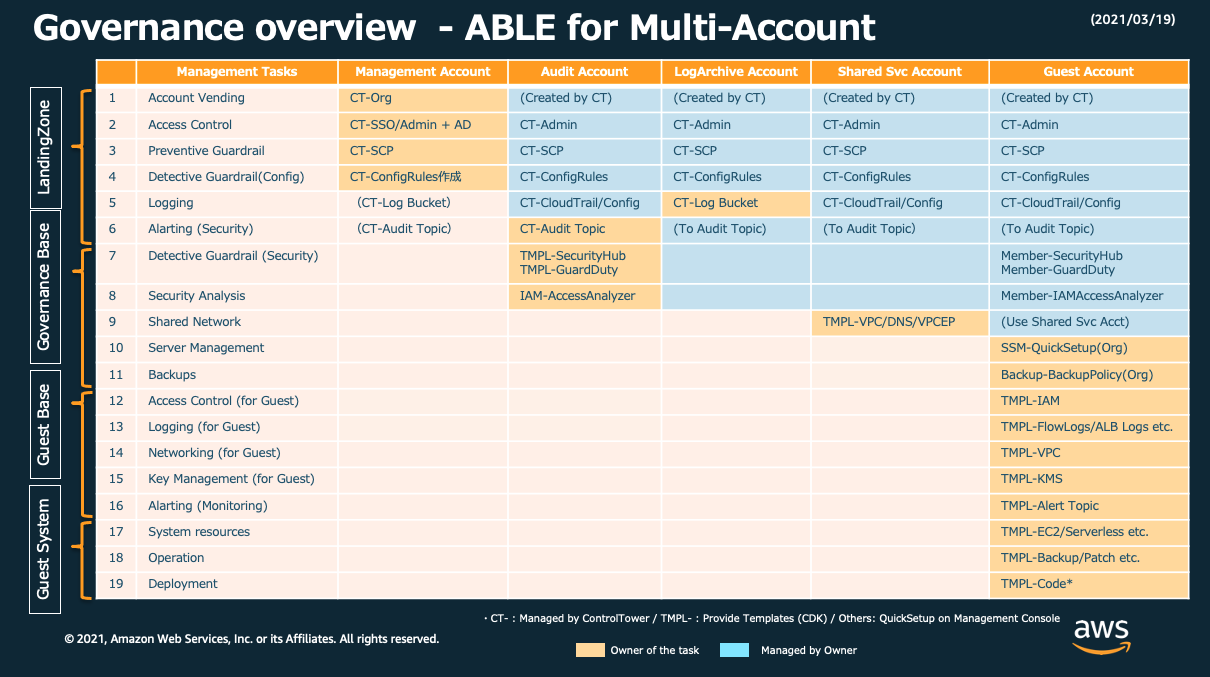 Governance overview - ABLE for Multi-Account
(2021/03/19)
Management Tasks Management Account Audit Account LogArchive Account Shared Svc Account Guest Account
LandingZone
1 Account Vending CT-Org (Created by CT) (Created by CT) (Created by CT) (Created by CT)
2 Access Control CT-SSO/Admin + AD CT-Admin CT-Admin CT-Admin CT-Admin
3 Preventive Guardrail CT-SCP CT-SCP CT-SCP CT-SCP CT-SCP
4 Detective Guardrail(Config) CT-ConfigRules作成 CT-ConfigRules CT-ConfigRules CT-ConfigRules CT-ConfigRules
5 Logging （CT-Log Bucket） CT-CloudTrail/Config CT-Log Bucket CT-CloudTrail/Config CT-CloudTrail/Config
6 Alarting (Security) （CT-Audit Topic） CT-Audit Topic (To Audit Topic) (To Audit Topic) (To Audit Topic)
Governance Base
7 Detective Guardrail (Security) TMPL-SecurityHub Member-SecurityHub
TMPL-GuardDuty Member-GuardDuty
8 Security Analysis IAM-AccessAnalyzer Member-IAMAccessAnalyzer
9 Shared Network TMPL-VPC/DNS/VPCEP (Use Shared Svc Acct)
10 Server Management SSM-QuickSetup(Org)
11 Backups Backup-BackupPolicy(Org)
Guest Base
12 Access Control (for Guest) TMPL-IAM
13 Logging (for Guest) TMPL-FlowLogs/ALB Logs etc.
14 Networking (for Guest) TMPL-VPC
15 Key Management (for Guest) TMPL-KMS
16 Alarting (Monitoring) TMPL-Alert Topic
Guest System
17 System resources TMPL-EC2/Serverless etc.
18 Operation TMPL-Backup/Patch etc.
19 Deployment TMPL-Code*
・CT- : Managed by ControlTower / TMPL- : Provide Templates (CDK) / Others: QuickSetup on Management Console
© 2021, Amazon Web Services, Inc. or its Affiliates. All rights reserved.
Owner of the task Managed by Owner
aws